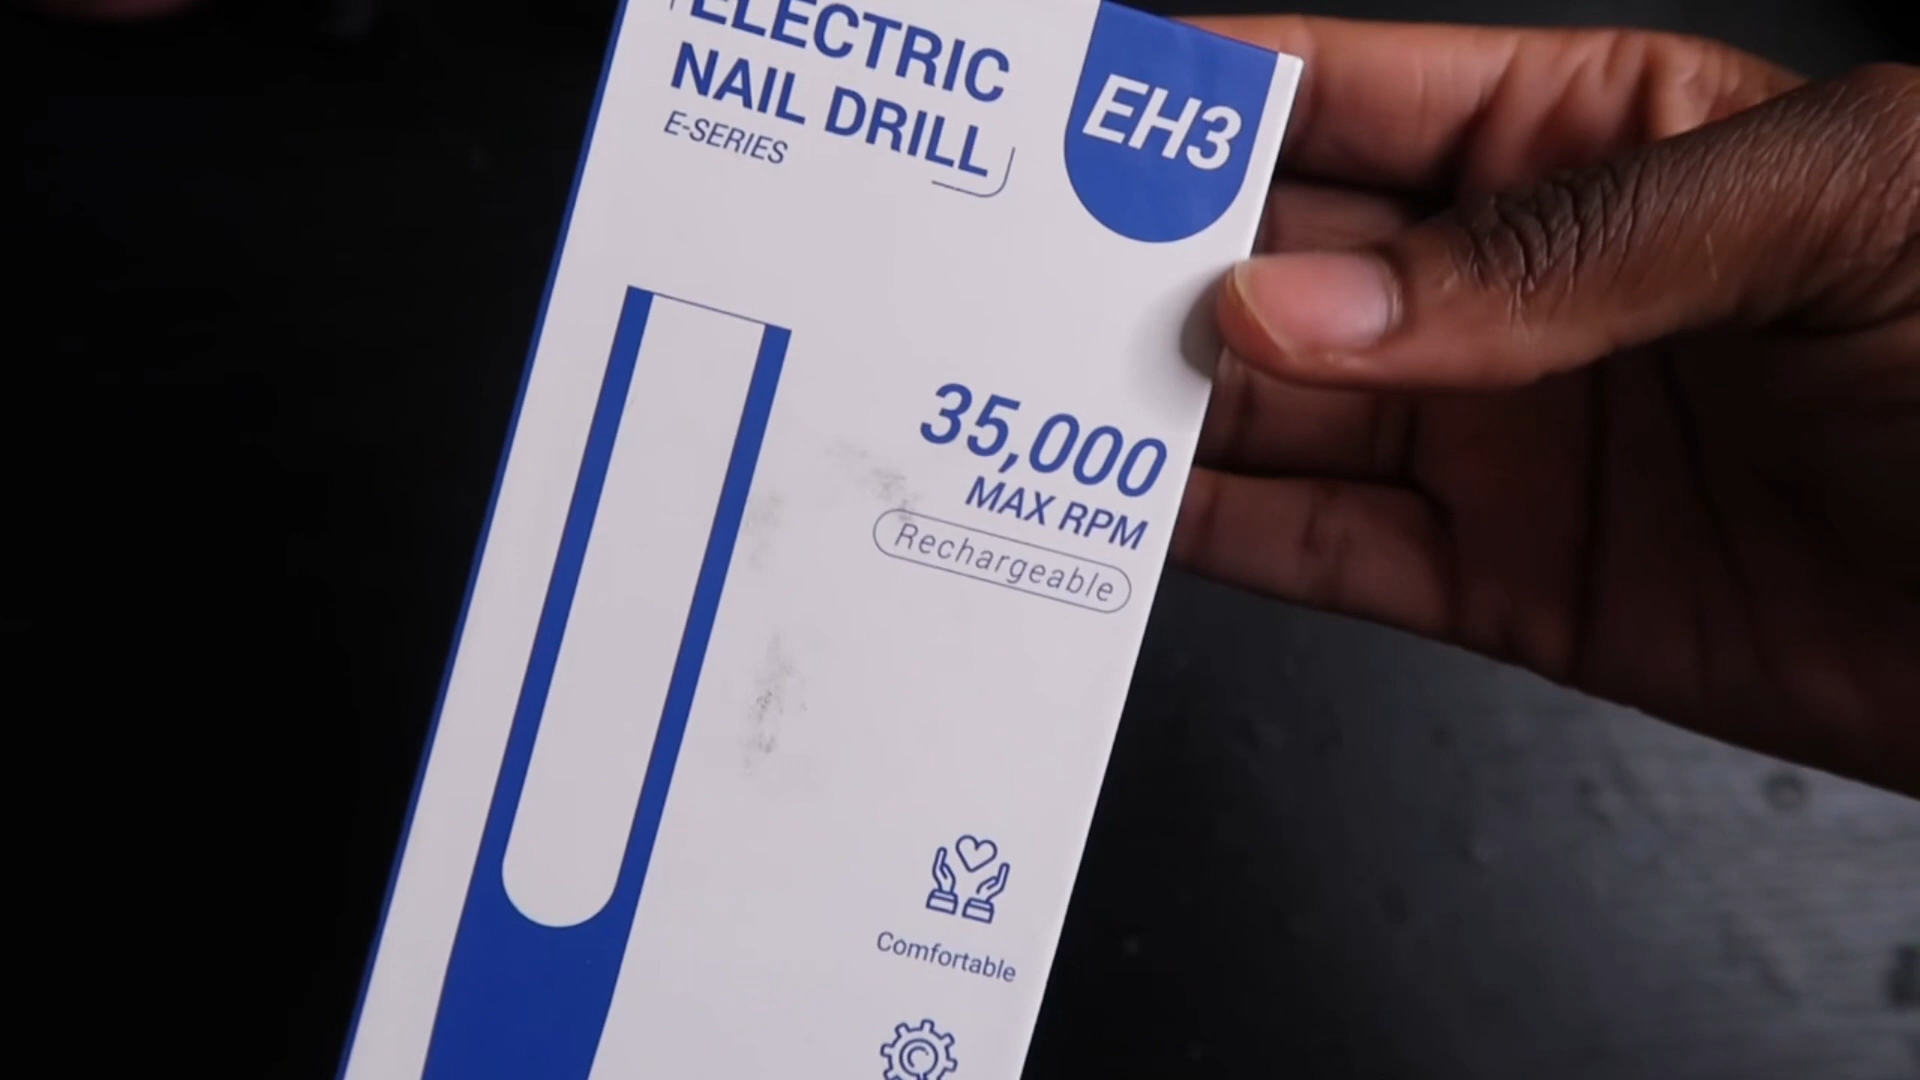 ELECTRIC
NAIL DRILL
E-SERIES
EH3
35,000
MAX RPM
Rechargeable
Comfortable